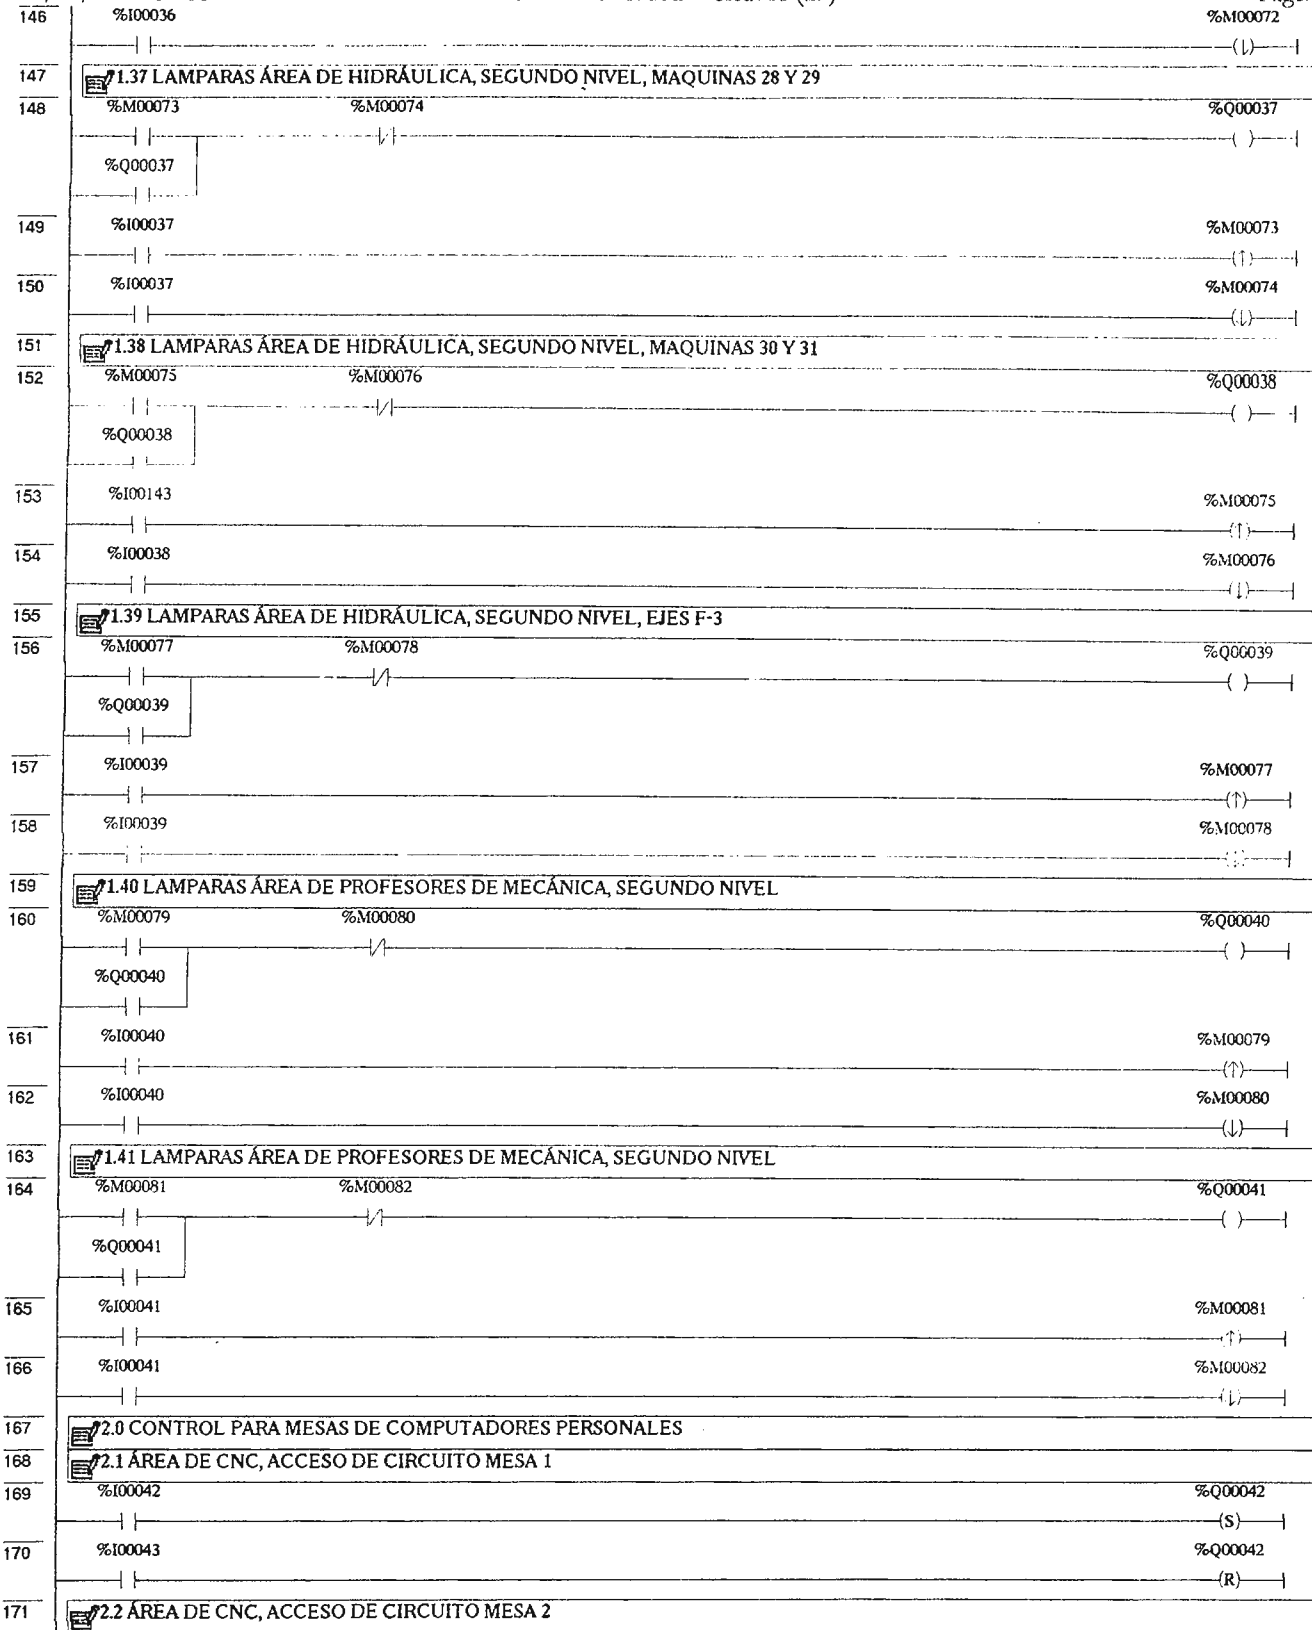 146 %I00036 %M00072
(↓)
147 1.37 LAMPARAS ÁREA DE HIDRÁULICA, SEGUNDO NIVEL, MAQUINAS 28 Y 29
148 %M00073 %M00074 %Q00037
( )
%Q00037
149 %I00037 %M00073
(↑)
150 %I00037 %M00074
(↓)
151 1.38 LAMPARAS ÁREA DE HIDRÁULICA, SEGUNDO NIVEL, MAQUINAS 30 Y 31
152 %M00075 %M00076 %Q00038
( )
%Q00038
153 %I00143 %M00075
(↑)
154 %I00038 %M00076
(↓)
155 1.39 LAMPARAS ÁREA DE HIDRÁULICA, SEGUNDO NIVEL, EJES F-3
156 %M00077 %M00078 %Q00039
( )
%Q00039
157 %I00039 %M00077
(↑)
158 %I00039 %M00078
159 1.40 LAMPARAS ÁREA DE PROFESORES DE MECÁNICA, SEGUNDO NIVEL
160 %M00079 %M00080 %Q00040
( )
%Q00040
161 %I00040 %M00079
(↑)
162 %I00040 %M00080
(↓)
163 1.41 LAMPARAS ÁREA DE PROFESORES DE MECÁNICA, SEGUNDO NIVEL
164 %M00081 %M00082 %Q00041
( )
%Q00041
165 %I00041 %M00081
(↑)
166 %I00041 %M00082
(↓)
167 2.0 CONTROL PARA MESAS DE COMPUTADORES PERSONALES
168 2.1 ÁREA DE CNC, ACCESO DE CIRCUITO MESA 1
169 %I00042 %Q00042
(S)
170 %I00043 %Q00042
(R)
171 2.2 ÁREA DE CNC, ACCESO DE CIRCUITO MESA 2